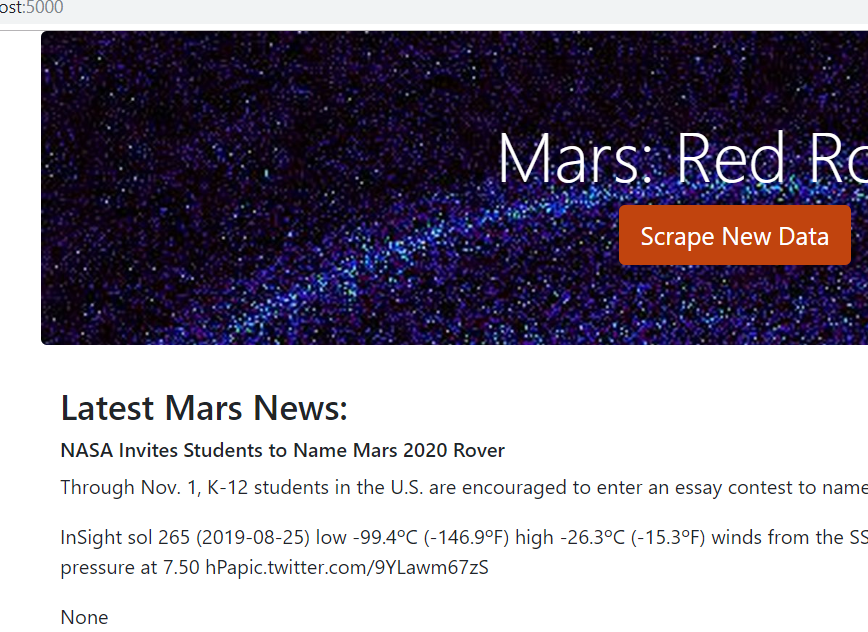 ost:5000
Mars: Red Ro
Scrape New Data
Latest Mars News:
NASA Invites Students to Name Mars 2020 Rover
Through Nov. 1, K-12 students in the U.S. are encouraged to enter an essay contest to name
InSight sol 265 (2019-08-25) low -99.4ºC (-146.9ºF) high -26.3ºC (-15.3ºF) winds from the SS
pressure at 7.50 hPapic.twitter.com/9YLawm67zS
None